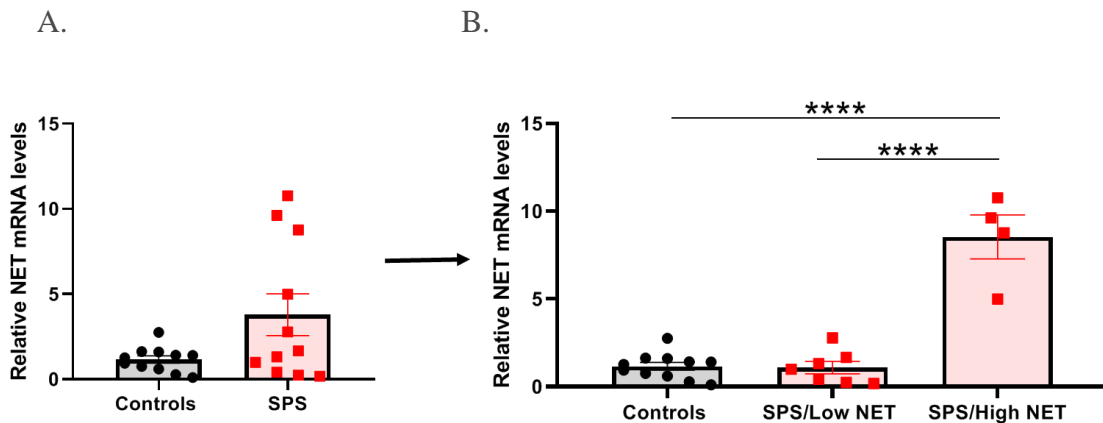 A.
Relative NET mRNA levels
15
10
5
0
Controls
SPS
B.
Relative NET mRNA levels
15
10
5
0
****
****
Controls
SPS/Low NET
SPS/High NET